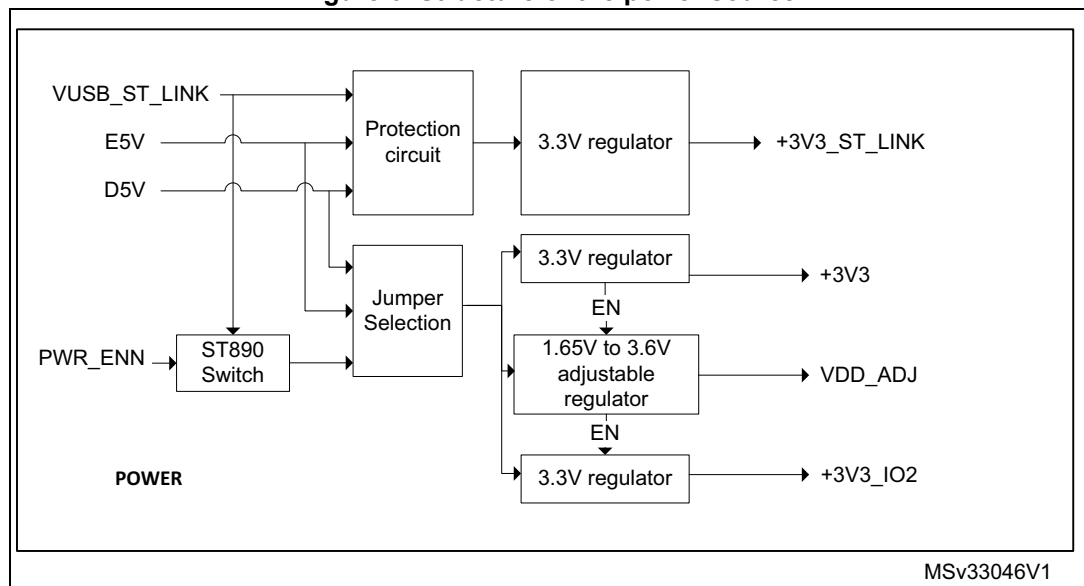 VUSB_ST_LINK
E5V
D5V
Protection
circuit
3.3V regulator
+3V3_ST_LINK
Jumper
Selection
3.3V regulator
+3V3
EN
PWR_ENN
ST890
Switch
1.65V to 3.6V
adjustable
regulator
VDD_ADJ
EN
3.3V regulator
+3V3_IO2
POWER
MSv33046V1